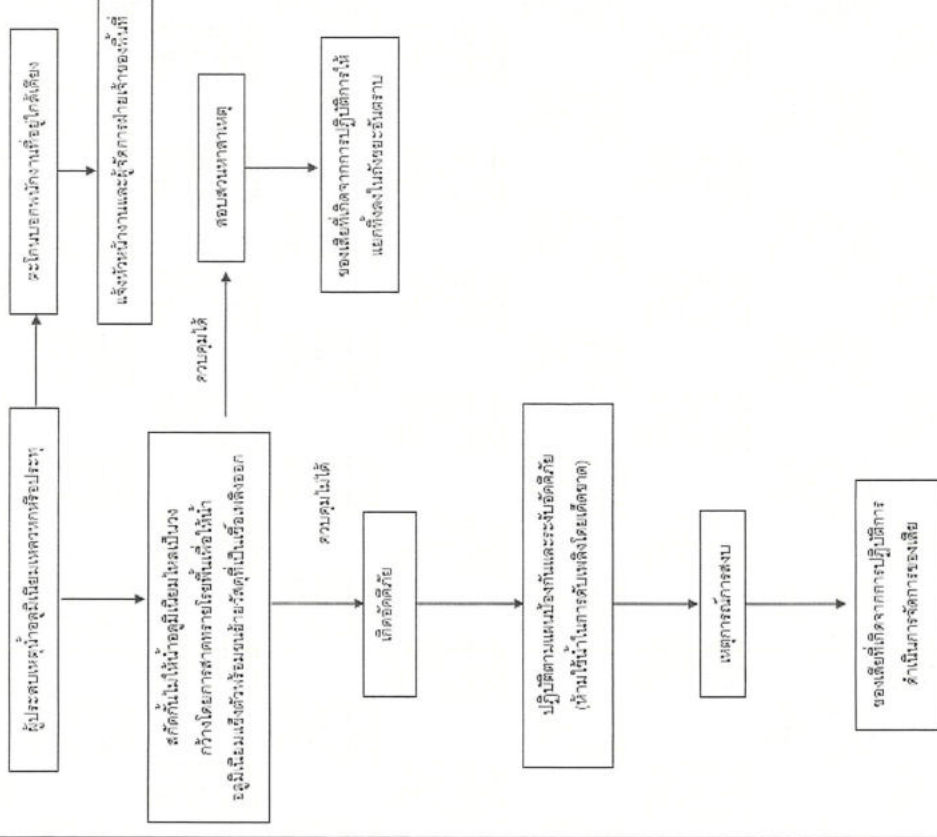 ผู้ประสบเหตุน้ำอลูมิเนียมเหลวหกหรือประทุ
ตะโกนบอกพนักงานที่อยู่ใกล้เคียง
แจ้งหัวหน้างานและผู้จัดการฝ่ายเจ้าของพื้นที่
สกัดกั้นไม่ให้น้ำอลูมิเนียมไหลเป็นวง
กว้างโดยการสาดทรายโรยพื้นเพื่อให้น้ำ
อลูมิเนียมแข็งตัวพร้อมขนย้ายวัสดุที่เป็นเชื้อเพลิงออก
ควบคุมได้
สอบสวนหาสาเหตุ
ของเสียที่เกิดจากการปฏิบัติการให้
แยกทิ้งลงในถังขยะอันตราย
ควบคุมไม่ได้
เกิดอัคคีภัย
ปฏิบัติตามแผนป้องกันและระงับอัคคีภัย
(ห้ามใช้น้ำในการดับเพลิงโดยเด็ดขาด)
เหตุการณ์การสงบ
ของเสียที่เกิดจากการปฏิบัติการ
ดำเนินการจัดการของเสีย